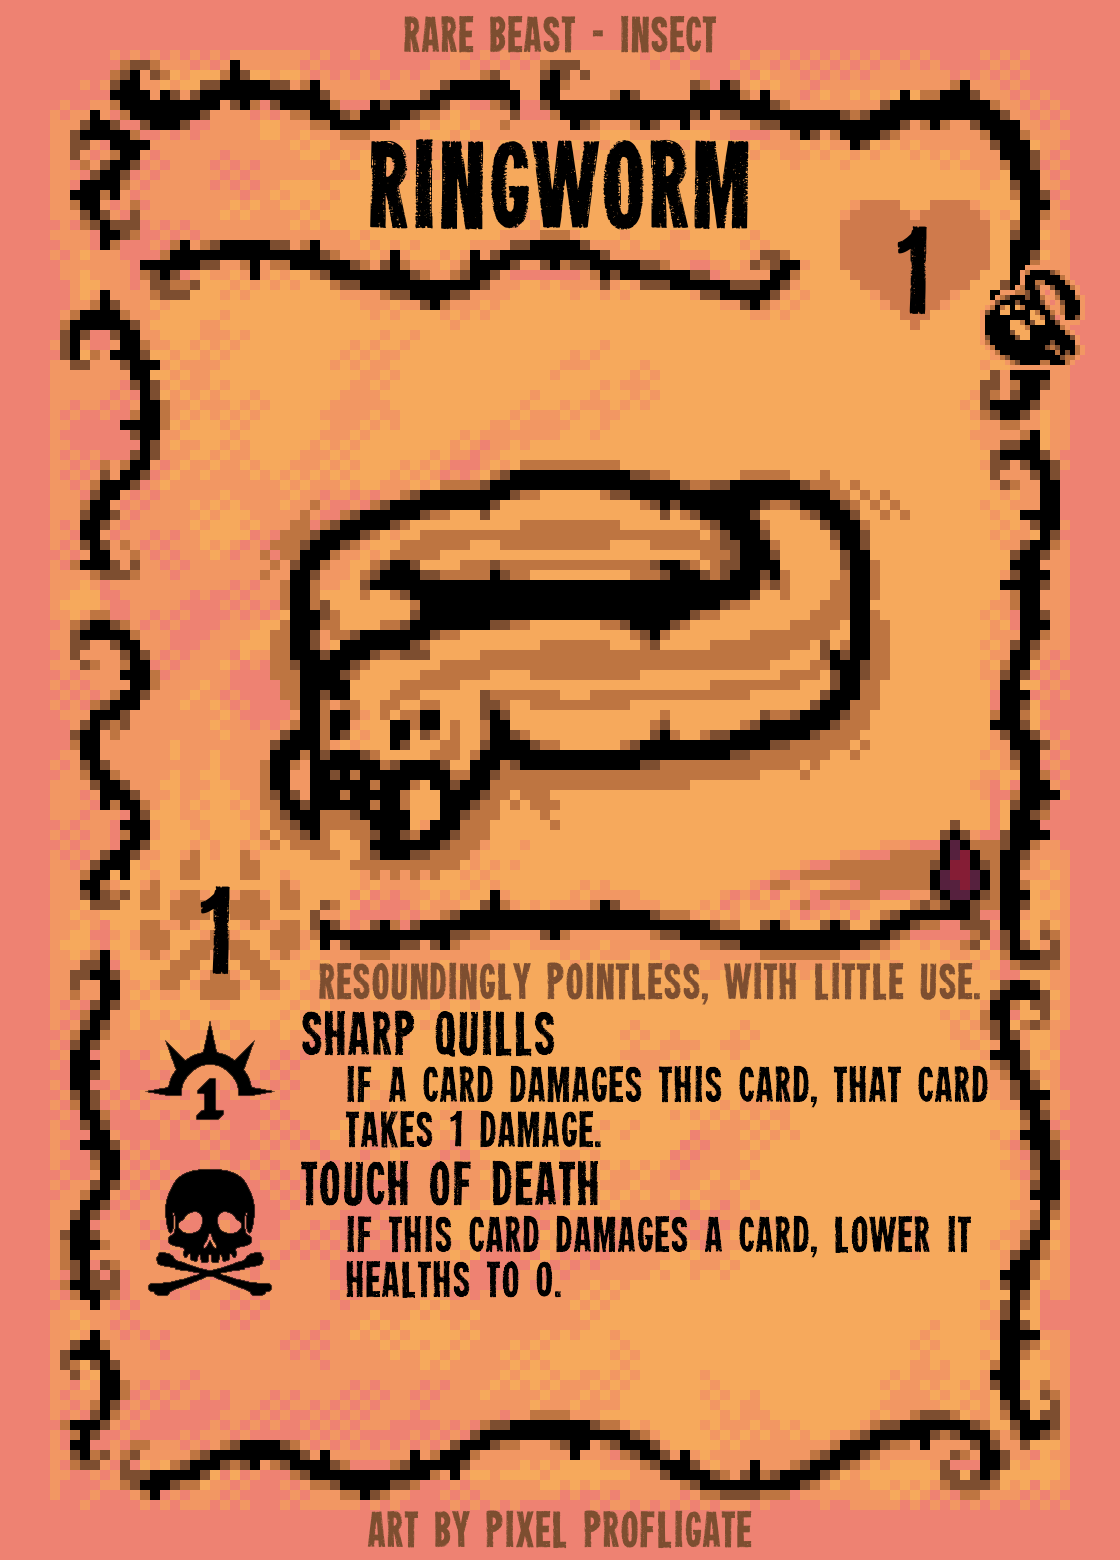 RARE BEAST - INSECT
RINGWORM
1
1
RESOUNDINGLY POINTLESS, WITH LITTLE USE.
SHARP QUILLS
1
IF A CARD DAMAGES THIS CARD, THAT CARD
TAKES 1 DAMAGE.
TOUCH OF DEATH
IF THIS CARD DAMAGES A CARD, LOWER IT
HEALTHS TO 0.
ART BY PIXEL PROFLIGATE